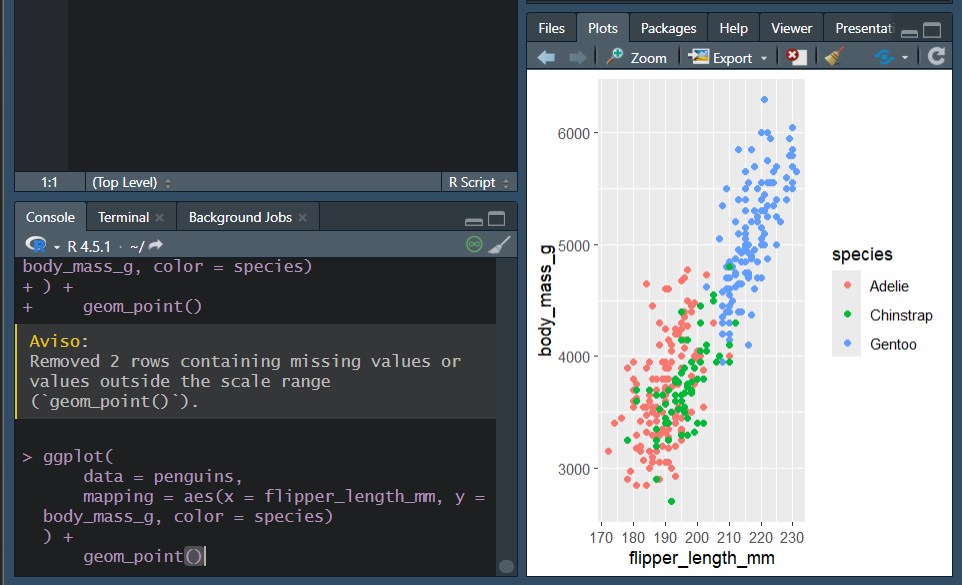 1:1 (Top Level) R Script
Console Terminal Background Jobs
R 4.5.1 · ~/
body_mass_g, color = species)
+ ) +
+     geom_point()
Aviso:
Removed 2 rows containing missing values or
values outside the scale range
(`geom_point()`).
> ggplot(
data = penguins,
mapping = aes(x = flipper_length_mm, y =
body_mass_g, color = species)
) +
geom_point()
Files Plots Packages Help Viewer Presentati
Zoom Export
6000
5000
4000
3000
body_mass_g
170 180 190 200 210 220 230
flipper_length_mm
species
Adelie
Chinstrap
Gentoo